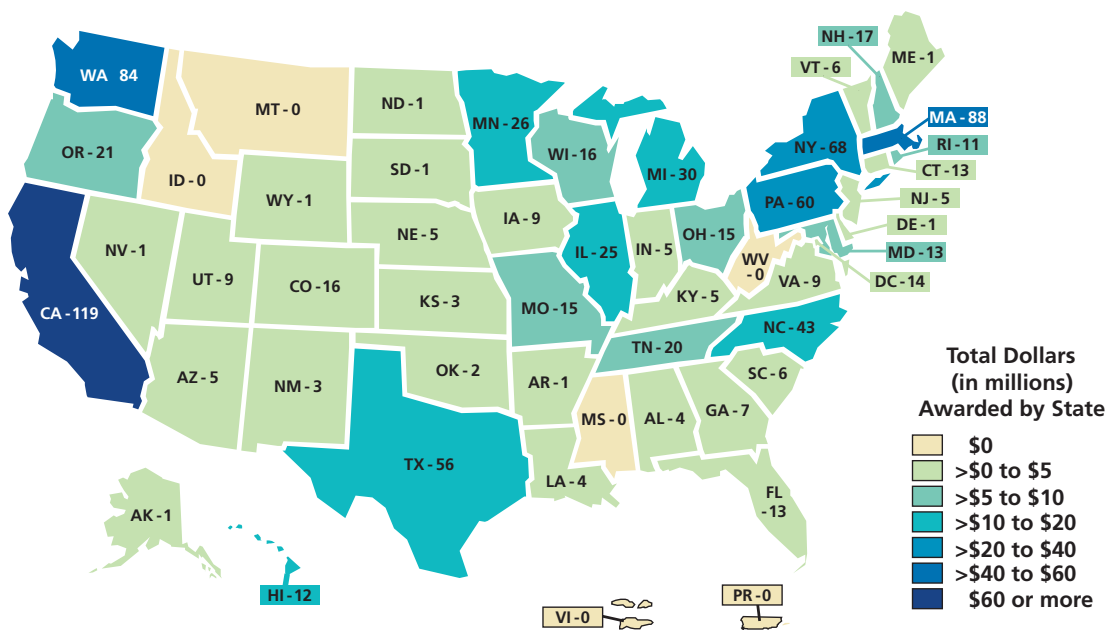 NH - 17
ME - 1
VT - 6
WA 84
MT - 0
ND - 1
MN - 26
MA - 88
OR - 21
WI - 16
NY - 68
RI - 11
ID - 0
SD - 1
MI - 30
CT - 13
WY - 1
PA - 60
NJ - 5
IA - 9
DE - 1
NE - 5
OH - 15
NV - 1
IL - 25
IN - 5
WV
- 0
MD - 13
UT - 9
CO - 16
VA - 9
DC - 14
KS - 3
MO - 15
KY - 5
CA - 119
NC - 43
TN - 20
AZ - 5
NM - 3
OK - 2
AR - 1
SC - 6
MS - 0
AL - 4
GA - 7
TX - 56
LA - 4
FL
- 13
AK - 1
HI - 12
VI - 0
PR - 0
Total Dollars
(in millions)
Awarded by State
$0
>$0 to $5
>$5 to $10
>$10 to $20
>$20 to $40
>$40 to $60
$60 or more